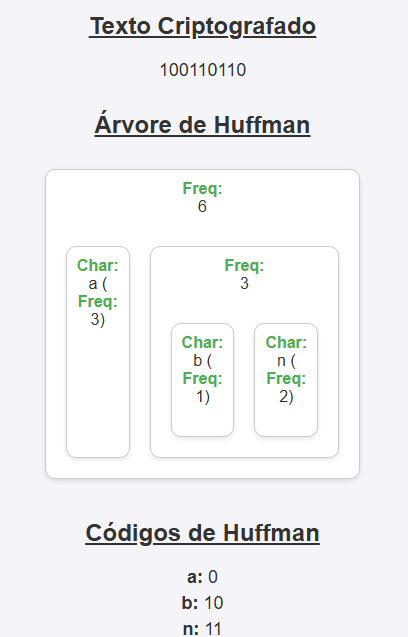 Texto Criptografado
100110110
Árvore de Huffman
Freq:
6
Char:
a (
Freq:
3)
Freq:
3
Char:
b (
Freq:
1)
Char:
n (
Freq:
2)
Códigos de Huffman
a: 0
b: 10
n: 11